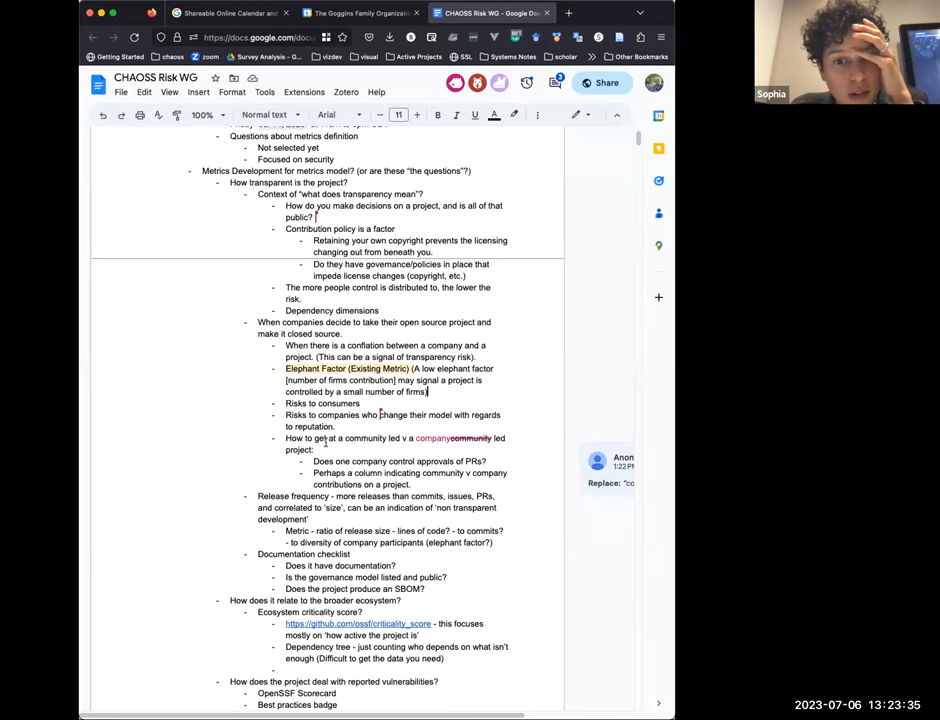 Shareable Online Calendar and
The Goggins Family Organizatio
CHAOSS Risk WG - Google Doc
https://docs.google.com/docu
Getting Started
chaoss
Survey Analysis - G...
vizdev
visual
Active Projects
SSL
Systems Notes
scholar
Other Bookmarks
CHAOSS Risk WG
File Edit View Insert Format Tools Extensions Zotero Help
3
Share
100%
Normal text
Arial
11
- Questions about metrics definition
- Not selected yet
- Focused on security
- Metrics Development for metrics model? (or are these “the questions”?)
- How transparent is the project?
- Context of “what does transparency mean”?
- How do you make decisions on a project, and is all of that
public?
- Contribution policy is a factor
- Retaining your own copyright prevents the licensing
changing out from beneath you.
- Do they have governance/policies in place that
impede license changes (copyright, etc.)
- The more people control is distributed to, the lower the
risk.
- Dependency dimensions
- When companies decide to take their open source project and
make it closed source.
- When there is a conflation between a company and a
project. (This can be a signal of transparency risk).
- Elephant Factor (Existing Metric) (A low elephant factor
[number of firms contribution] may signal a project is
controlled by a small number of firms)
- Risks to consumers
- Risks to companies who change their model with regards
to reputation.
- How to get at a community led v a companycommunity led
project:
- Does one company control approvals of PRs?
- Perhaps a column indicating community v company
contributions on a project.
- Release frequency - more releases than commits, issues, PRs,
and correlated to ‘size’, can be an indication of ‘non transparent
development’
- Metric - ratio of release size - lines of code? - to commits?
- to diversity of company participants (elephant factor?)
- Documentation checklist
- Does it have documentation?
- Is the governance model listed and public?
- Does the project produce an SBOM?
- How does it relate to the broader ecosystem?
- Ecosystem criticality score?
- https://github.com/ossf/criticality_score - this focuses
mostly on ‘how active the project is’
- Dependency tree - just counting who depends on what isn’t
enough (Difficult to get the data you need)
-
- How does the project deal with reported vulnerabilities?
- OpenSSF Scorecard
- Best practices badge
Anon
1:22 PM
Replace: “co
Sophia
2023-07-06 13:23:35